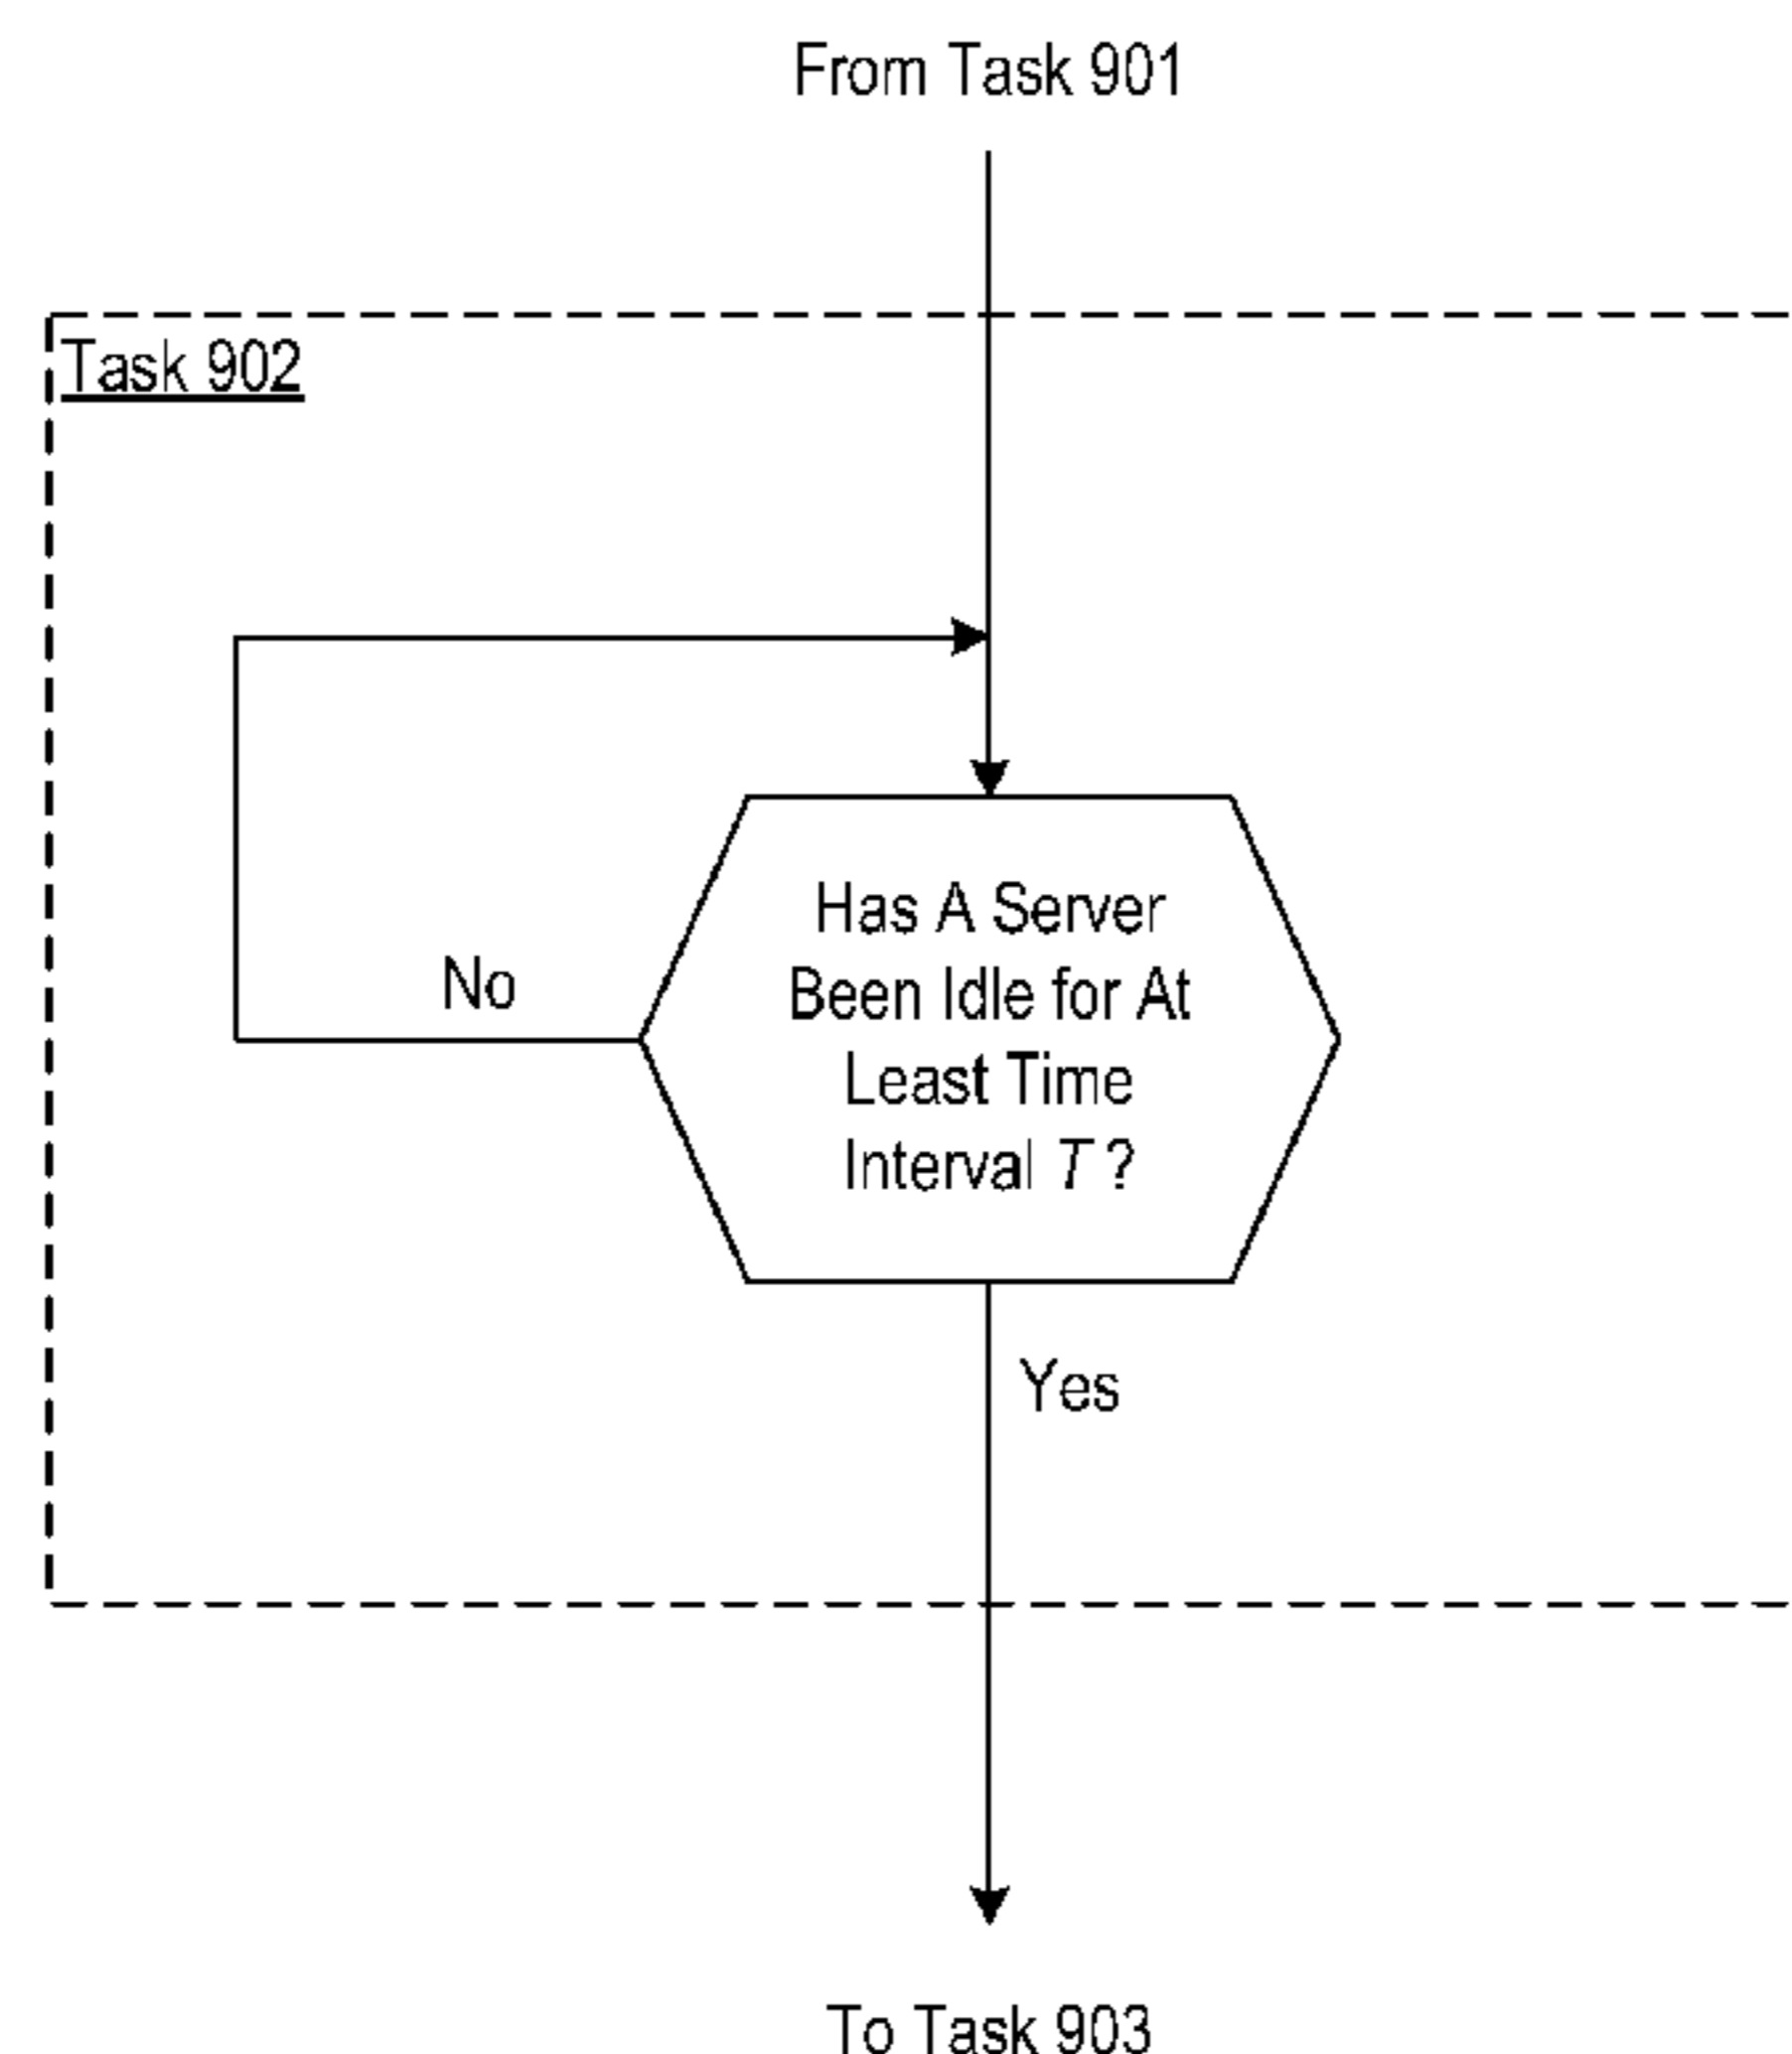 From Task 901
Task 902
Has A Server
Been Idle for At
Least Time
Interval T ?
No
Yes
To Task 903